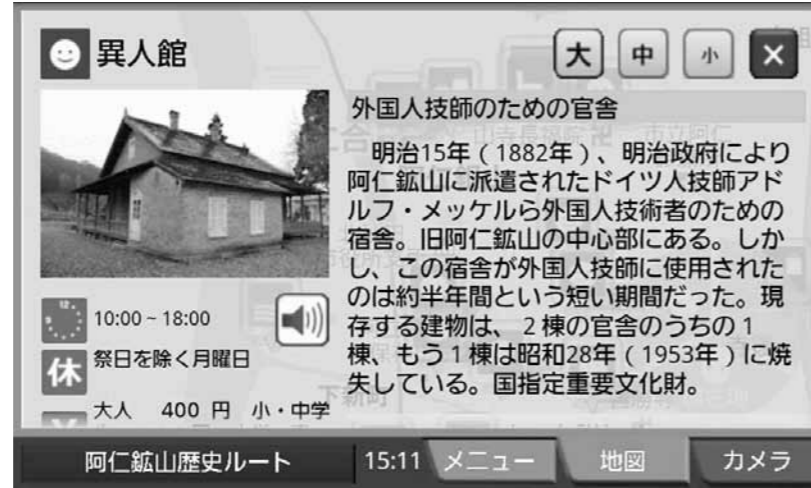 異人館
大 中 小
外国人技師のための官舎
明治15年(1882年)、明治政府により
阿仁鉱山に派遣されたドイツ人技師アド
ルフ・メッケルら外国人技術者のための
宿舎。旧阿仁鉱山の中心部にある。しか
し、この宿舎が外国人技師に使用された
のは約半年間という短い期間だった。現
存する建物は、2棟の官舎のうちの1
棟、もう1棟は昭和28年(1953年)に焼
失している。国指定重要文化財。
10:00 ~ 18:00
休 祭日を除く月曜日
大人 400 円 小・中学
阿仁鉱山歴史ルート 15:11 メニュー 地図 カメラ